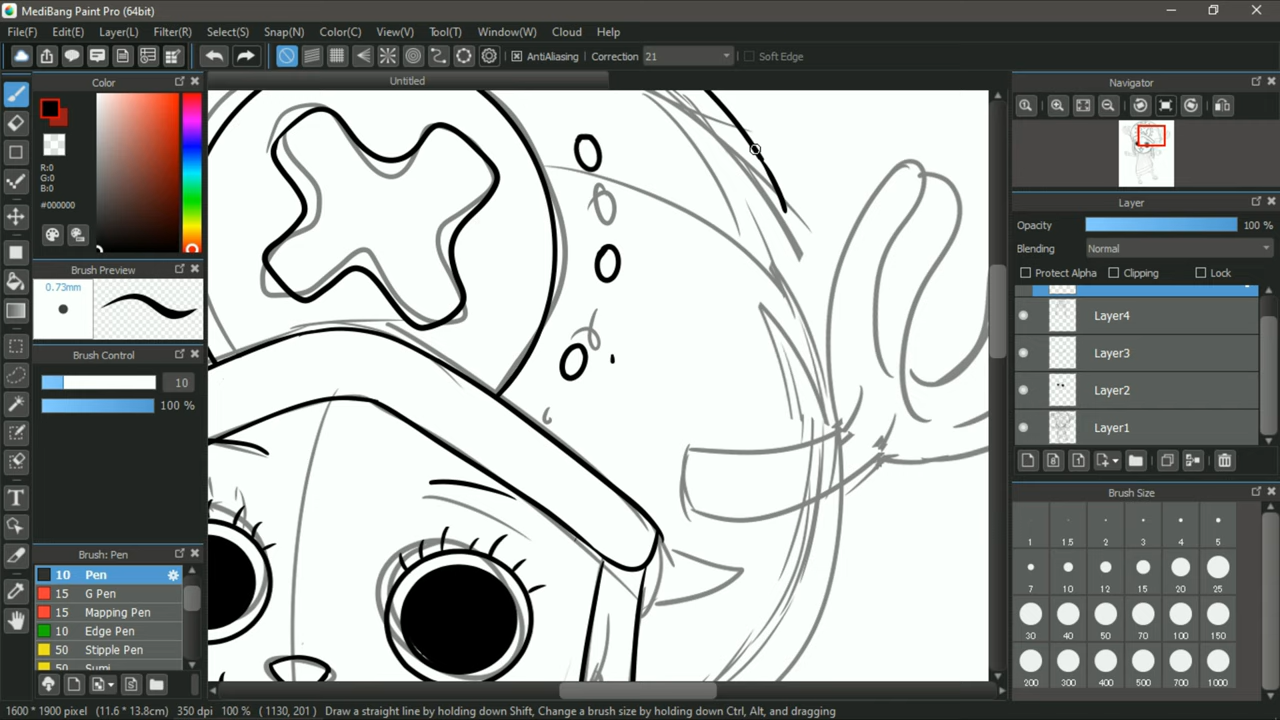 MediBang Paint Pro (64bit)
File(F) Edit(E) Layer(L) Filter(R) Select(S) Snap(N) Color(C) View(V) Tool(T) Window(W) Cloud Help
AntiAliasing Correction 21 Soft Edge
Color
R:0
G:0
B:0
#000000
Brush Preview
0.73mm
Brush Control
10
100 %
Brush: Pen
10 Pen
15 G Pen
15 Mapping Pen
10 Edge Pen
50 Stipple Pen
50 Sumi
Untitled
Navigator
Layer
Opacity 100 %
Blending Normal
Protect Alpha Clipping Lock
Layer4
Layer3
Layer2
Layer1
Brush Size
1 1.5 2 3 4 5
7 10 12 15 20 25
30 40 50 70 100 150
200 300 400 500 700 1000
1600 * 1900 pixel (11.6 * 13.8cm) 350 dpi 100 % ( 1130, 201 ) Draw a straight line by holding down Shift, Change a brush size by holding down Ctrl, Alt, and dragging